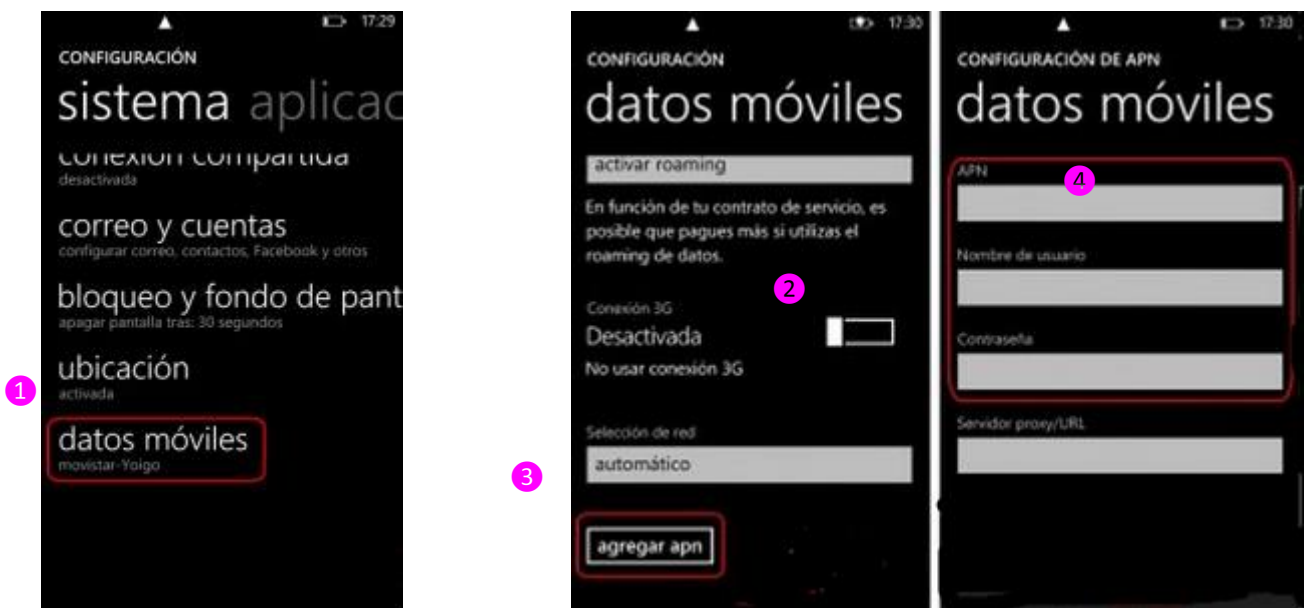 17:29
CONFIGURACIÓN
sistema aplicac
conexión compartida
desactivada
correo y cuentas
configurar correo, contactos, Facebook y otros
bloqueo y fondo de pant
apagar pantalla tras: 30 segundos
ubicación
1
activada
datos móviles
movistar-Yoigo
17:30
CONFIGURACIÓN
datos móviles
activar roaming
En función de tu contrato de servicio, es
posible que pagues más si utilizas el
roaming de datos.
2
Conexión 3G
Desactivada
No usar conexión 3G
Selección de red
automático
3
agregar apn
17:30
CONFIGURACIÓN DE APN
datos móviles
APN
4
Nombre de usuario
Contraseña
Servidor proxy/URL